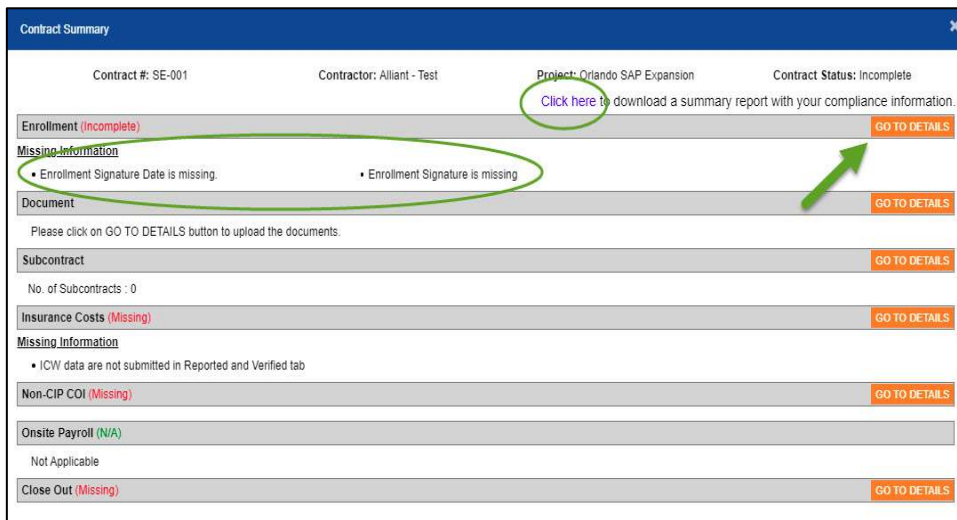 Contract Summary
Contract #: SE-001 Contractor: Alliant - Test Project: Orlando SAP Expansion Contract Status: Incomplete
Click here to download a summary report with your compliance information.
Enrollment (Incomplete) GO TO DETAILS
Missing Information
• Enrollment Signature Date is missing. • Enrollment Signature is missing
Document GO TO DETAILS
Please click on GO TO DETAILS button to upload the documents.
Subcontract GO TO DETAILS
No. of Subcontracts : 0
Insurance Costs (Missing) GO TO DETAILS
Missing Information
• ICW data are not submitted in Reported and Verified tab
Non-CIP COI (Missing) GO TO DETAILS
Onsite Payroll (N/A)
Not Applicable
Close Out (Missing) GO TO DETAILS